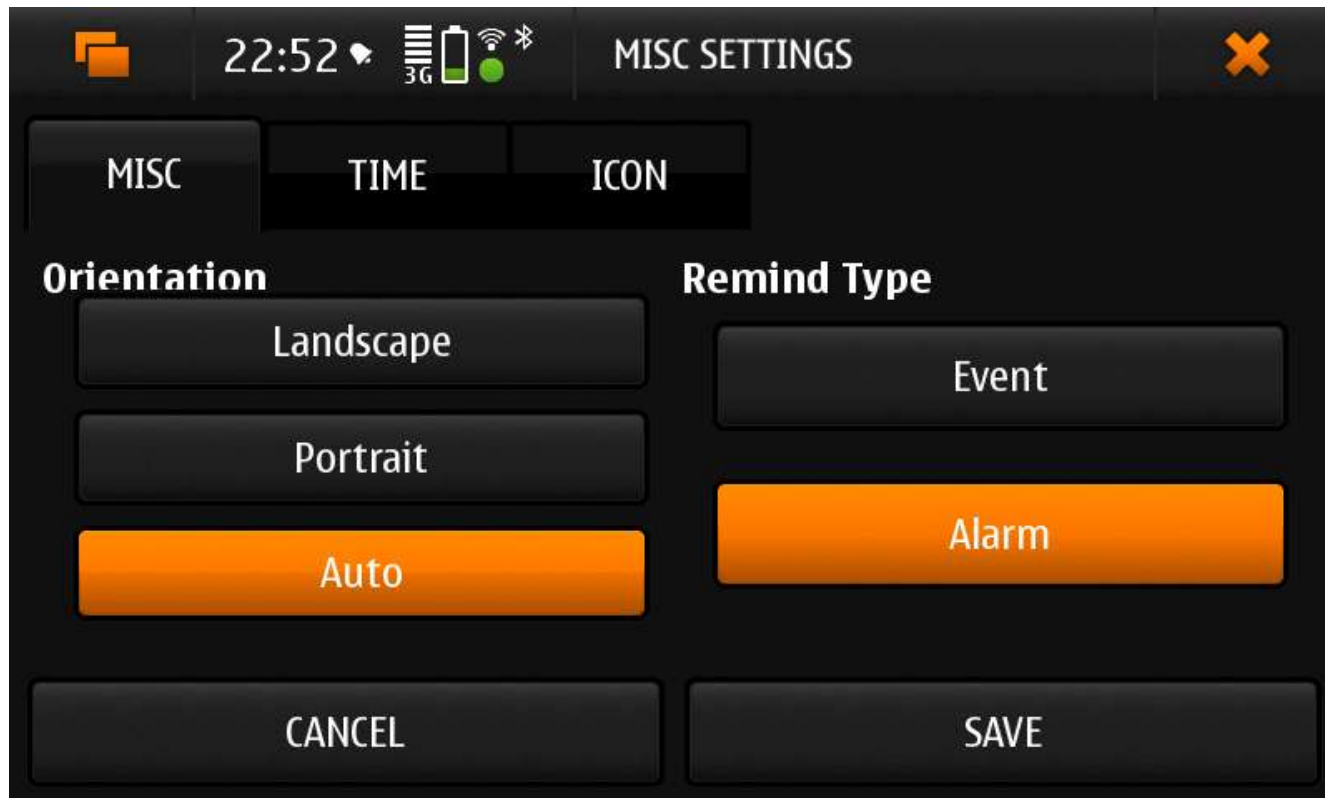 22:52 3G MISC SETTINGS
MISC TIME ICON
Orientation Remind Type
Landscape
Event
Portrait
Alarm
Auto
CANCEL SAVE